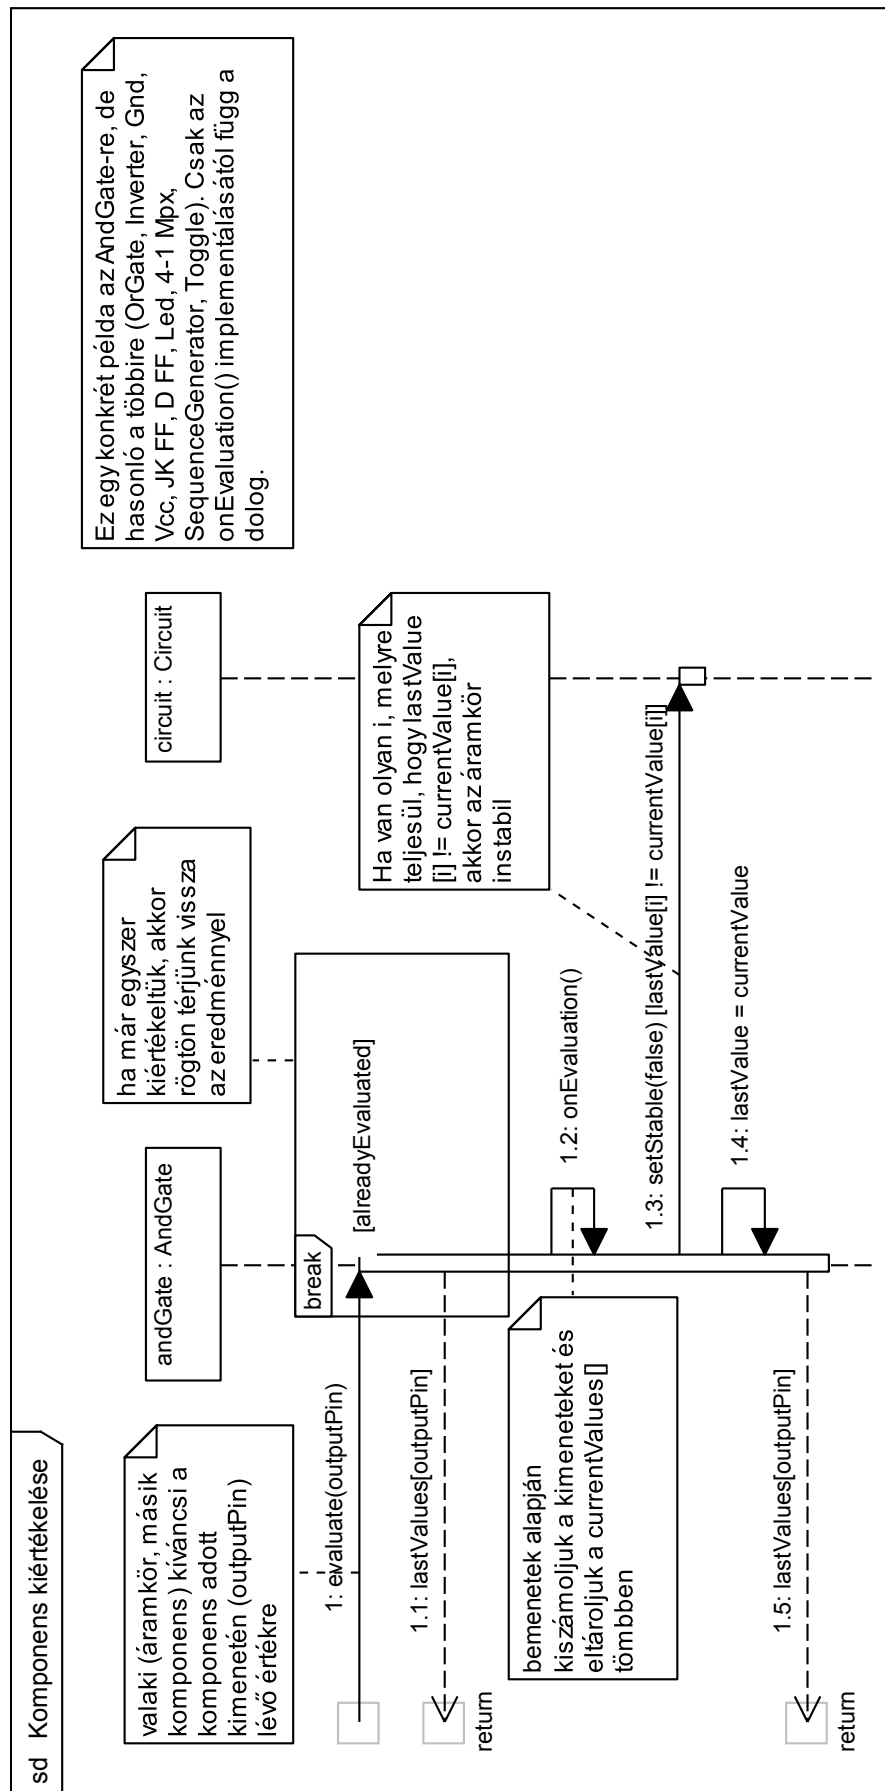 sd Komponens kiértékelése
valaki (áramkör, másik
komponens) kíváncsi a
komponens adott
kimenetén (outputPin)
lévő értékre
andGate : AndGate
ha már egyszer
kiértékeltük, akkor
rögtön térjünk vissza
az eredménnyel
circuit : Circuit
Ez egy konkrét példa az AndGate-re, de
hasonló a többire (OrGate, Inverter, Gnd,
Vcc, JK FF, D FF, Led, 4-1 Mpx,
SequenceGenerator, Toggle). Csak az
onEvaluation() implementálásától függ a
dolog.
break
[alreadyEvaluated]
1: evaluate(outputPin)
1.1: lastValues[outputPin]
return
Ha van olyan i, melyre
teljesül, hogy lastValue
[i] != currentValue[i],
akkor az áramkör
instabil
bemenetek alapján
kiszámoljuk a kimeneteket és
eltároljuk a currentValues[]
tömbben
1.2: onEvaluation()
1.3: setStable(false) [lastValue[i] != currentValue[i]]
1.4: lastValue = currentValue
1.5: lastValues[outputPin]
return